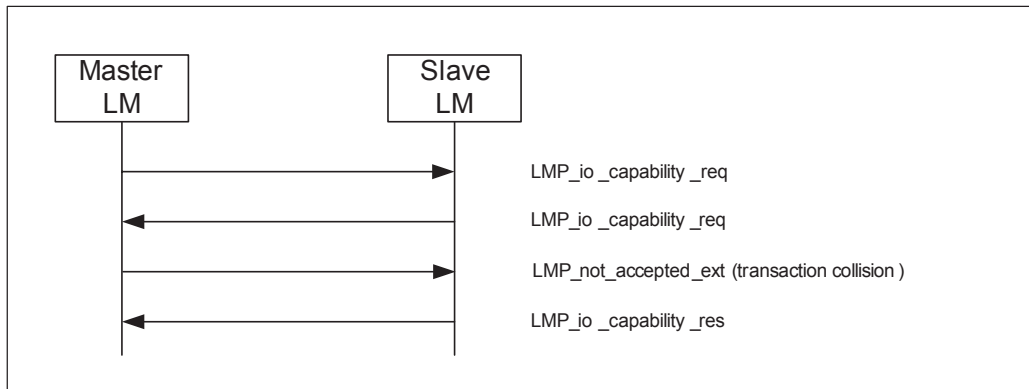 Master
LM
Slave
LM
LMP_io _capability _req
LMP_io _capability _req
LMP_not_accepted_ext (transaction collision )
LMP_io _capability _res